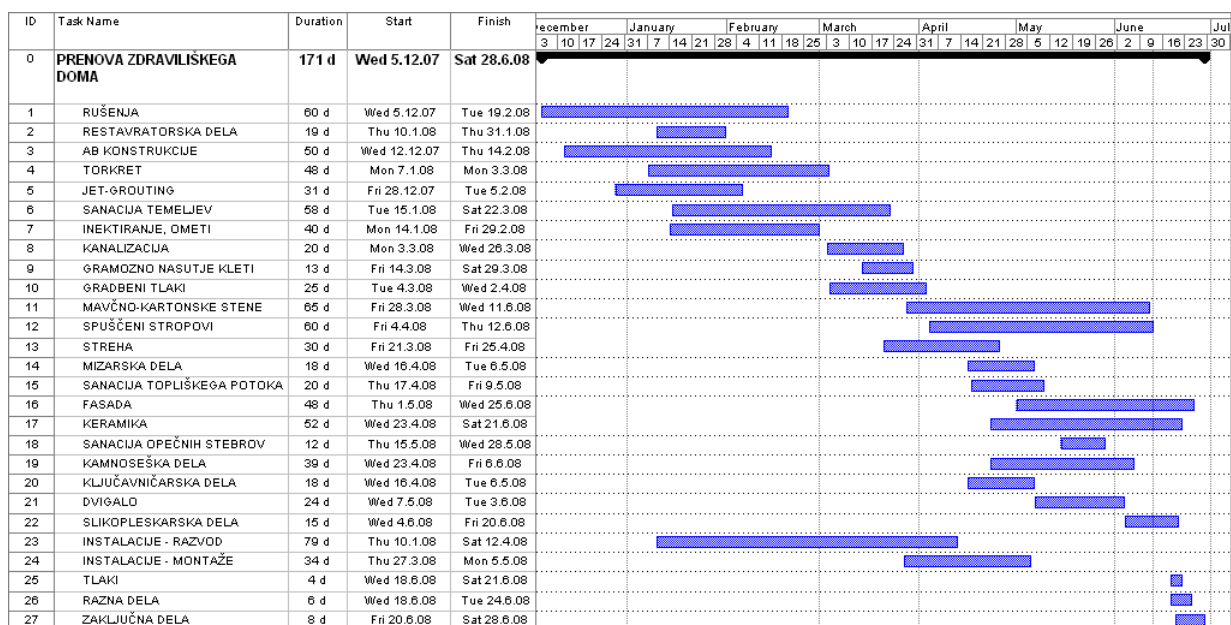 ID Task Name Duration Start Finish ecember January February March April May June Jul
3 10 17 24 31 7 14 21 28 4 11 18 25 3 10 17 24 31 7 14 21 28 5 12 19 26 2 9 16 23 30
0 PRENOVA ZDRAVILIŠKEGA 171 d Wed 5.12.07 Sat 28.6.08
DOMA
1 RUŠENJA 60 d Wed 5.12.07 Tue 19.2.08
2 RESTAVRATORSKA DELA 19 d Thu 10.1.08 Thu 31.1.08
3 AB KONSTRUKCIJE 50 d Wed 12.12.07 Thu 14.2.08
4 TORKRET 48 d Mon 7.1.08 Mon 3.3.08
5 JET-GROUTING 31 d Fri 28.12.07 Tue 5.2.08
6 SANACIJA TEMELJEV 58 d Tue 15.1.08 Sat 22.3.08
7 INEKTIRANJE, OMETI 40 d Mon 14.1.08 Fri 29.2.08
8 KANALIZACIJA 20 d Mon 3.3.08 Wed 26.3.08
9 GRAMOZNO NASUTJE KLETI 13 d Fri 14.3.08 Sat 29.3.08
10 GRADBENI TLAKI 25 d Tue 4.3.08 Wed 2.4.08
11 MAVČNO-KARTONSKE STENE 65 d Fri 28.3.08 Wed 11.6.08
12 SPUŠČENI STROPOVI 60 d Fri 4.4.08 Thu 12.6.08
13 STREHA 30 d Fri 21.3.08 Fri 25.4.08
14 MIZARSKA DELA 18 d Wed 16.4.08 Tue 6.5.08
15 SANACIJA TOPLIŠKEGA POTOKA 20 d Thu 17.4.08 Fri 9.5.08
16 FASADA 48 d Thu 1.5.08 Wed 25.6.08
17 KERAMIKA 52 d Wed 23.4.08 Sat 21.6.08
18 SANACIJA OPEČNIH STEBROV 12 d Thu 15.5.08 Wed 28.5.08
19 KAMNOSEŠKA DELA 39 d Wed 23.4.08 Fri 6.6.08
20 KLJUČAVNIČARSKA DELA 18 d Wed 16.4.08 Tue 6.5.08
21 DVIGALO 24 d Wed 7.5.08 Tue 3.6.08
22 SLIKOPLESKARSKA DELA 15 d Wed 4.6.08 Fri 20.6.08
23 INSTALACIJE - RAZVOD 79 d Thu 10.1.08 Sat 12.4.08
24 INSTALACIJE - MONTAŽE 34 d Thu 27.3.08 Mon 5.5.08
25 TLAKI 4 d Wed 18.6.08 Sat 21.6.08
26 RAZNA DELA 6 d Wed 18.6.08 Tue 24.6.08
27 ZAKLJUČNA DELA 8 d Fri 20.6.08 Sat 28.6.08